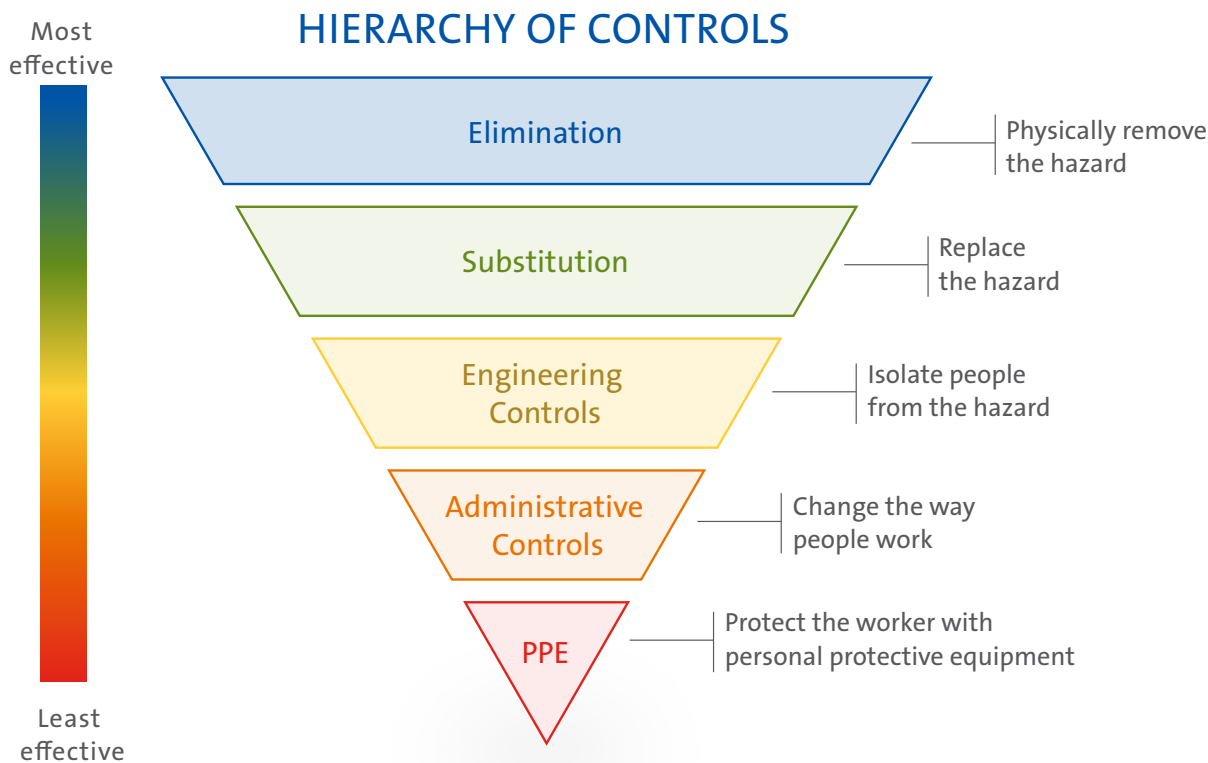 HIERARCHY OF CONTROLS
Most
effective
Elimination
Physically remove
the hazard
Substitution
Replace
the hazard
Engineering
Controls
Isolate people
from the hazard
Administrative
Controls
Change the way
people work
PPE
Protect the worker with
personal protective equipment
Least
effective